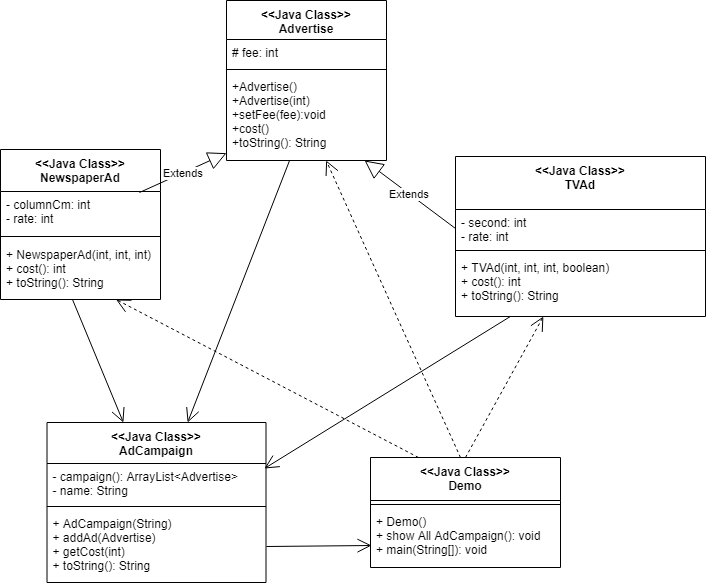 <<Java Class>>
Advertise
# fee: int
+Advertise()
+Advertise(int)
+setFee(fee):void
+cost()
+toString(): String
<<Java Class>>
NewspaperAd
- columnCm: int
- rate: int
+ NewspaperAd(int, int, int)
+ cost(): int
+ toString(): String
Extends
Extends
<<Java Class>>
TVAd
- second: int
- rate: int
+ TVAd(int, int, int, boolean)
+ cost(): int
+ toString(): String
<<Java Class>>
AdCampaign
- campaign(): ArrayList<Advertise>
- name: String
+ AdCampaign(String)
+ addAd(Advertise)
+ getCost(int)
+ toString(): String
<<Java Class>>
Demo
+ Demo()
+ show All AdCampaign(): void
+ main(String[]): void